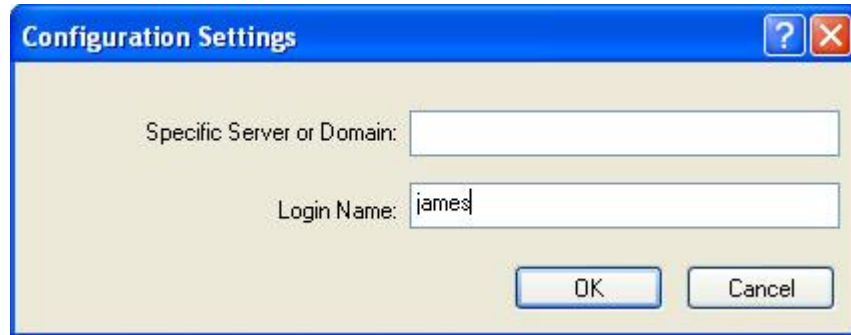 Configuration Settings
?
Specific Server or Domain:
Login Name: james
OK Cancel